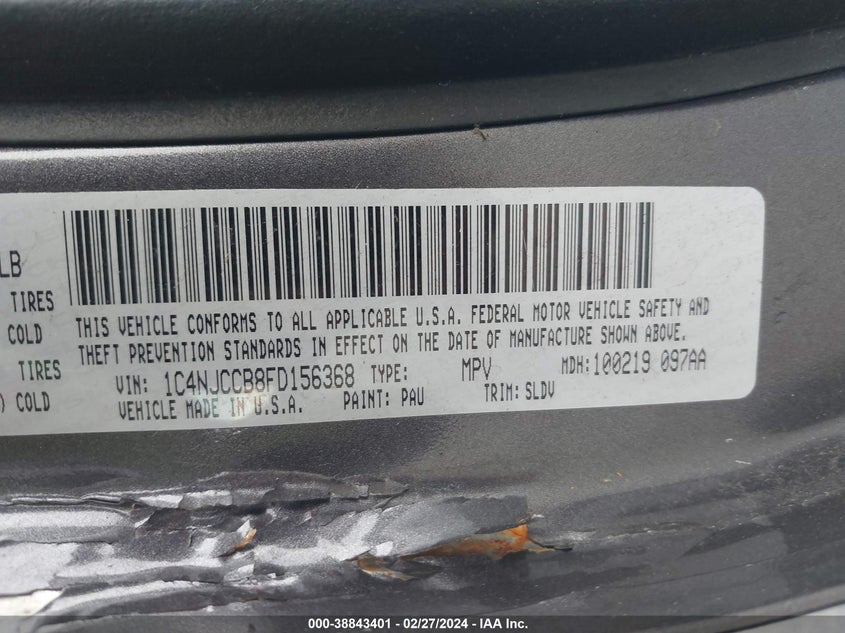 LB
TIRES
COLD
TIRES
) COLD
THIS VEHICLE CONFORMS TO ALL APPLICABLE U.S.A. FEDERAL MOTOR VEHICLE SAFETY AND
THEFT PREVENTION STANDARDS IN EFFECT ON THE DATE OF MANUFACTURE SHOWN ABOVE.
VIN: 1C4NJCCB8FD156368 TYPE: MPV MDH: 100219 097AA
VEHICLE MADE IN U.S.A. PAINT: PAU TRIM: SLDV
000-38843401 / 02/27/2024 - IAA Inc.